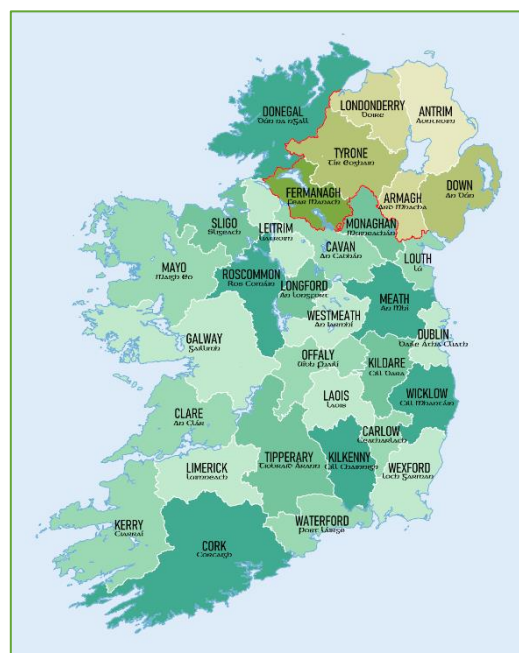 LONDONDERRY
Doire
ANTRIM
Aontroim
DONEGAL
Dún na nGall
TYRONE
Tír Eoghain
FERMANAGH
Fear Manach
ARMAGH
Ard Mhacha
DOWN
An Dún
MONAGHAN
Muineachán
SLIGO
Sligeach
LEITRIM
Liatroim
CAVAN
An Cabhán
LOUTH
Lú
MAYO
Maigh Eo
ROSCOMMON
Ros Comáin
LONGFORD
An Longfort
MEATH
An Mhí
WESTMEATH
An Iarmhí
DUBLIN
Baile Átha Cliath
GALWAY
Gaillimh
OFFALY
Uíbh Fhailí
KILDARE
Cill Dara
LAOIS
Laois
WICKLOW
Cill Mhantáin
CLARE
An Clár
CARLOW
Ceatharlach
TIPPERARY
Tiobraid Árann
KILKENNY
Cill Chainnigh
LIMERICK
Luimneach
WEXFORD
Loch Garman
KERRY
Ciarraí
WATERFORD
Port Láirge
CORK
Corcaigh